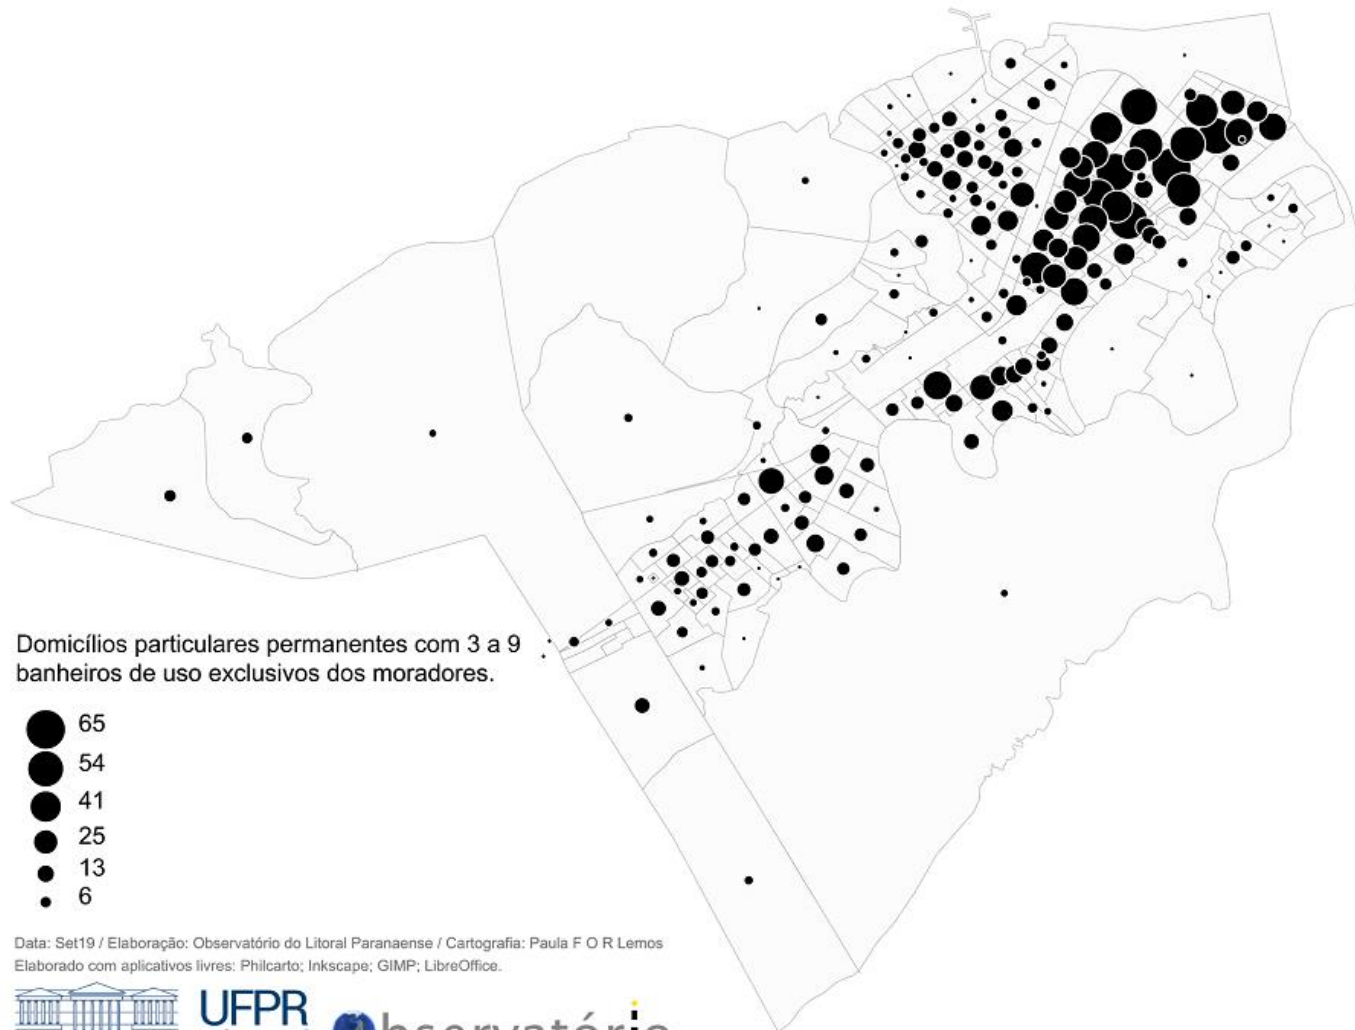 Domicílios particulares permanentes com 3 a 9
banheiros de uso exclusivos dos moradores.
65
54
41
25
13
6
Data: Set19 / Elaboração: Observatório do Litoral Paranaense / Cartografia: Paula F O R Lemos
Elaborado com aplicativos livres: Philcarto; Inkscape; GIMP; LibreOffice.
UFPR
observatório